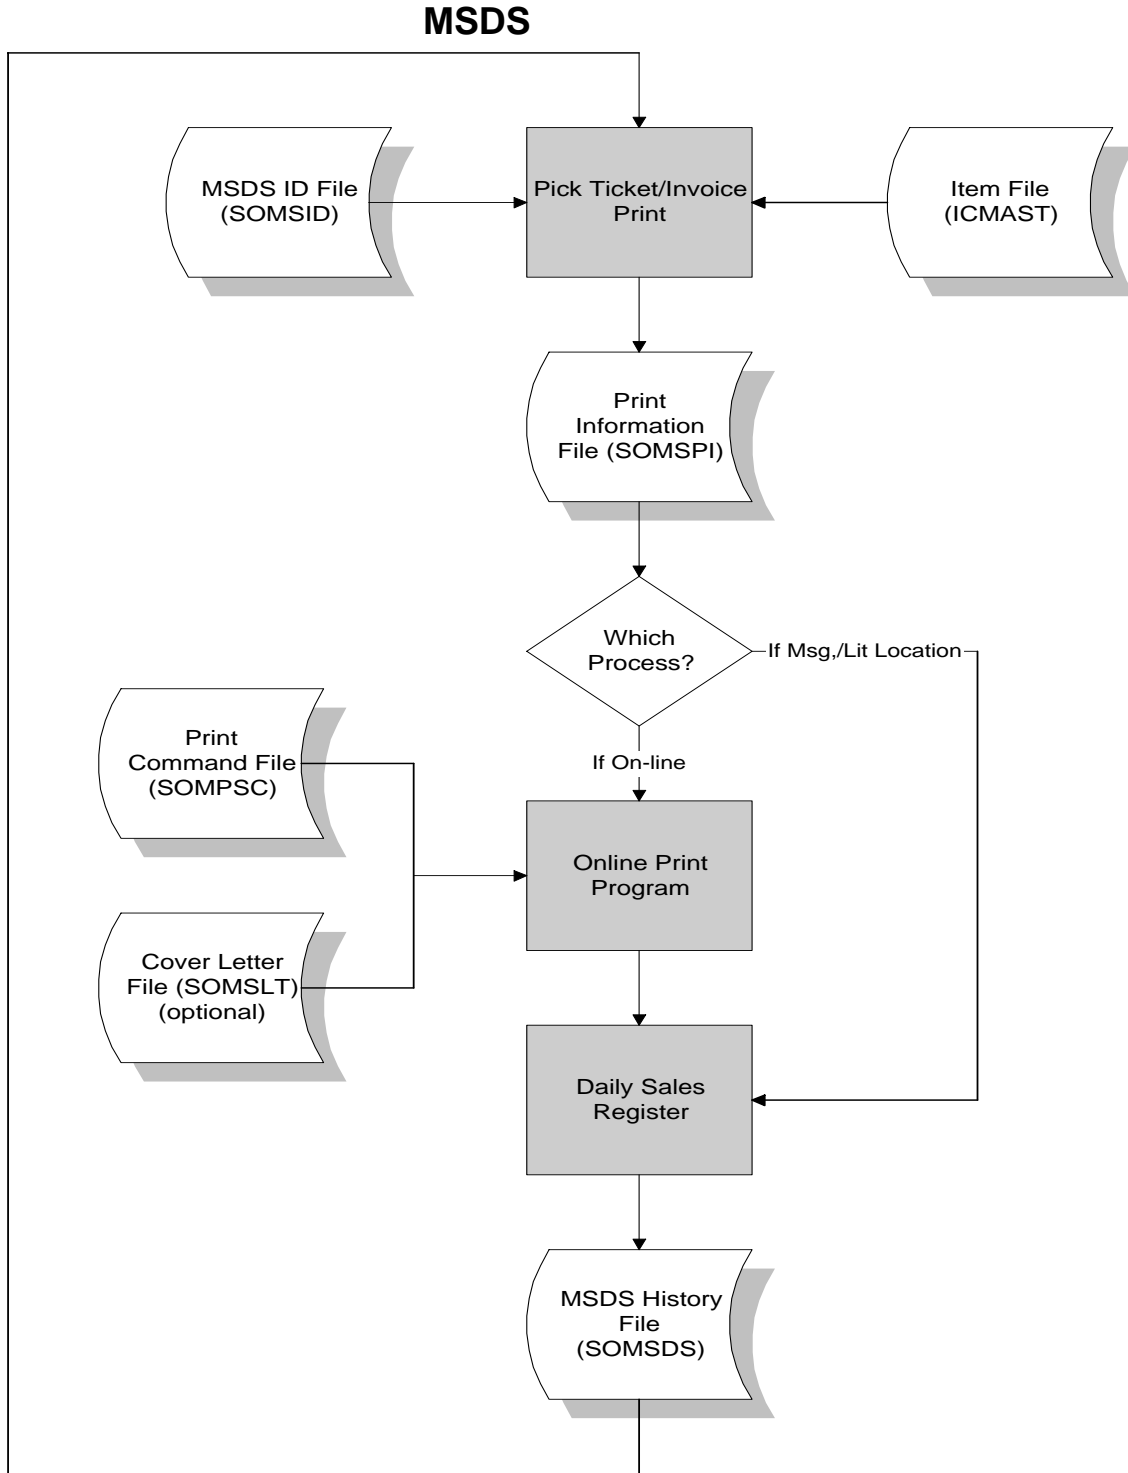 MSDS
MSDS ID File
(SOMSID)
Pick Ticket/Invoice
Print
Item File
(ICMAST)
Print
Information
File (SOMSPI)
Which
Process?
If Msg,/Lit Location
Print
Command File
(SOMPSC)
If On-line
Online Print
Program
Cover Letter
File (SOMSLT)
(optional)
Daily Sales
Register
MSDS History
File
(SOMSDS)